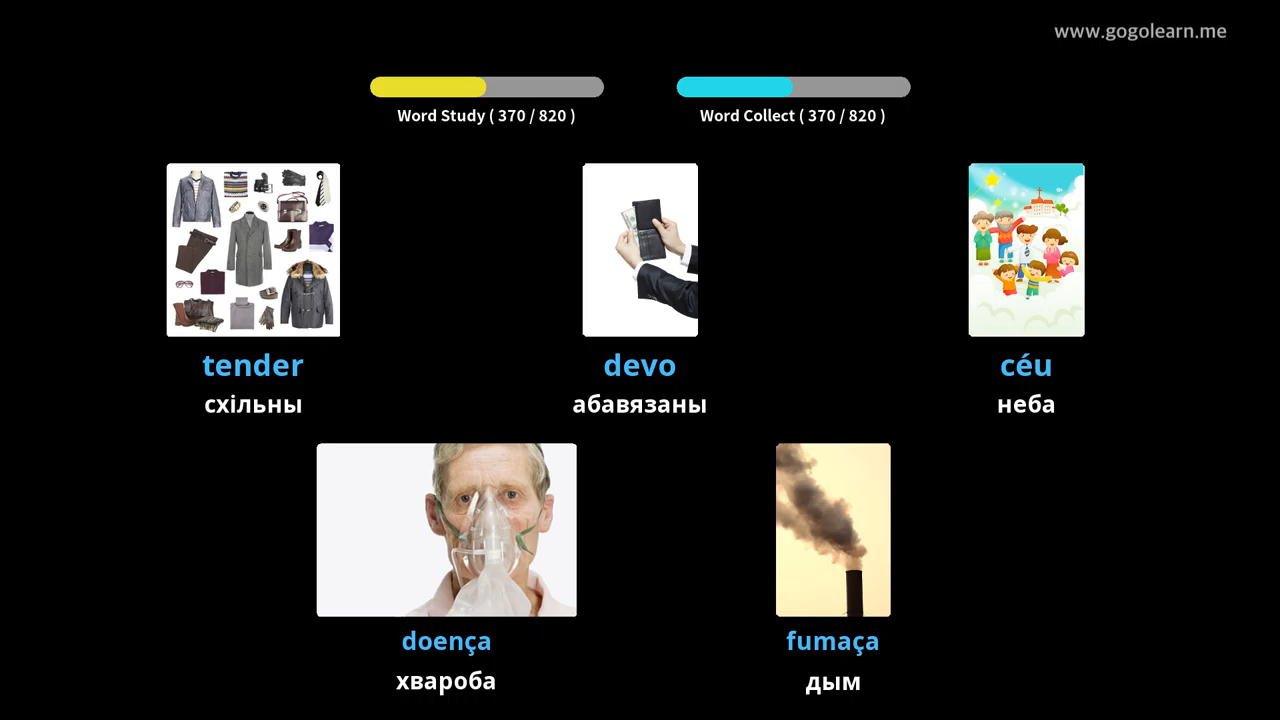 www.gogolearn.me
Word Study ( 370 / 820 )
Word Collect ( 370 / 820 )
tender
схільны
devo
абавязаны
céu
неба
doença
хвароба
fumaça
дым